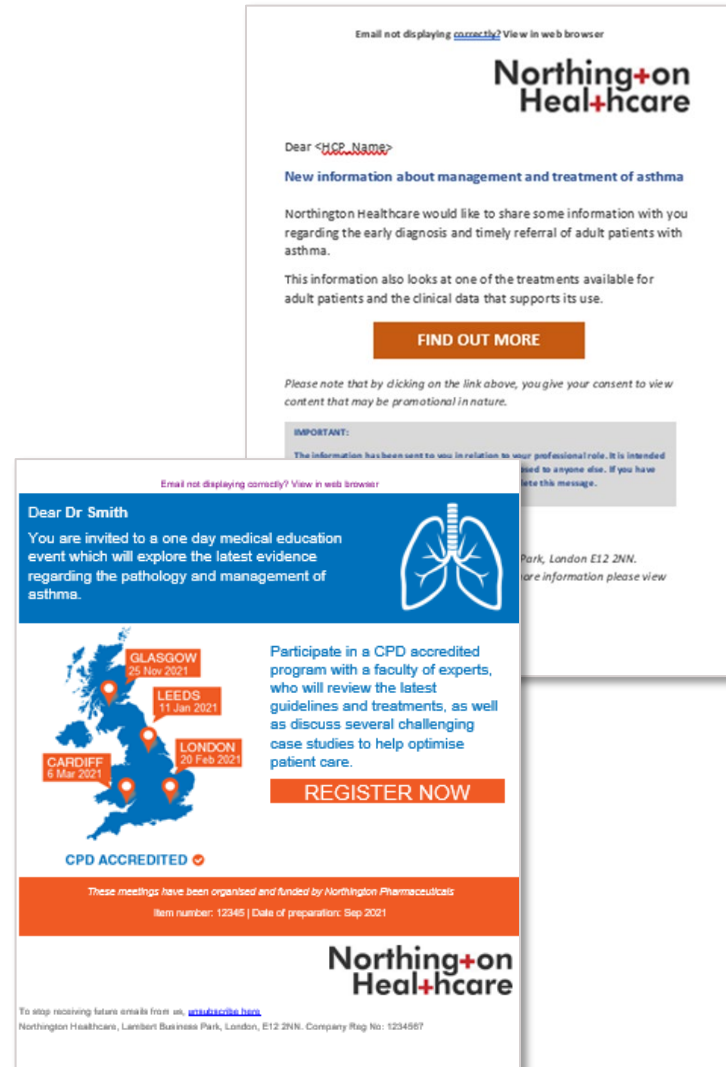 Email not displaying correctly? View in web browser
Northington
Healthcare
Dear <HCP_Name>
New information about management and treatment of asthma
Northington Healthcare would like to share some information with you
regarding the early diagnosis and timely referral of adult patients with
asthma.
This information also looks at one of the treatments available for
adult patients and the clinical data that supports its use.
FIND OUT MORE
Please note that by clicking on the link above, you give your consent to view
content that may be promotional in nature.
IMPORTANT:
The information has been sent to you in relation to your professional role. It is intended
to anyone else. If you have
this message.
Park, London E12 2NN.
information please view
Email not displaying correctly? View in web browser
Dear Dr Smith
You are invited to a one day medical education
event which will explore the latest evidence
regarding the pathology and management of
asthma.
GLASGOW
25 Nov 2021
LEEDS
11 Jan 2021
LONDON
20 Feb 2021
CARDIFF
6 Mar 2021
CPD ACCREDITED
Participate in a CPD accredited
program with a faculty of experts,
who will review the latest
guidelines and treatments, as well
as discuss several challenging
case studies to help optimise
patient care.
REGISTER NOW
These meetings have been organised and funded by Northington Pharmaceuticals
Item number: 12345 | Date of preparation: Sep 2021
Northington
Healthcare
To stop receiving future emails from us, unsubscribe here
Northington Healthcare, Lambert Business Park, London, E12 2NN. Company Reg No: 1234567